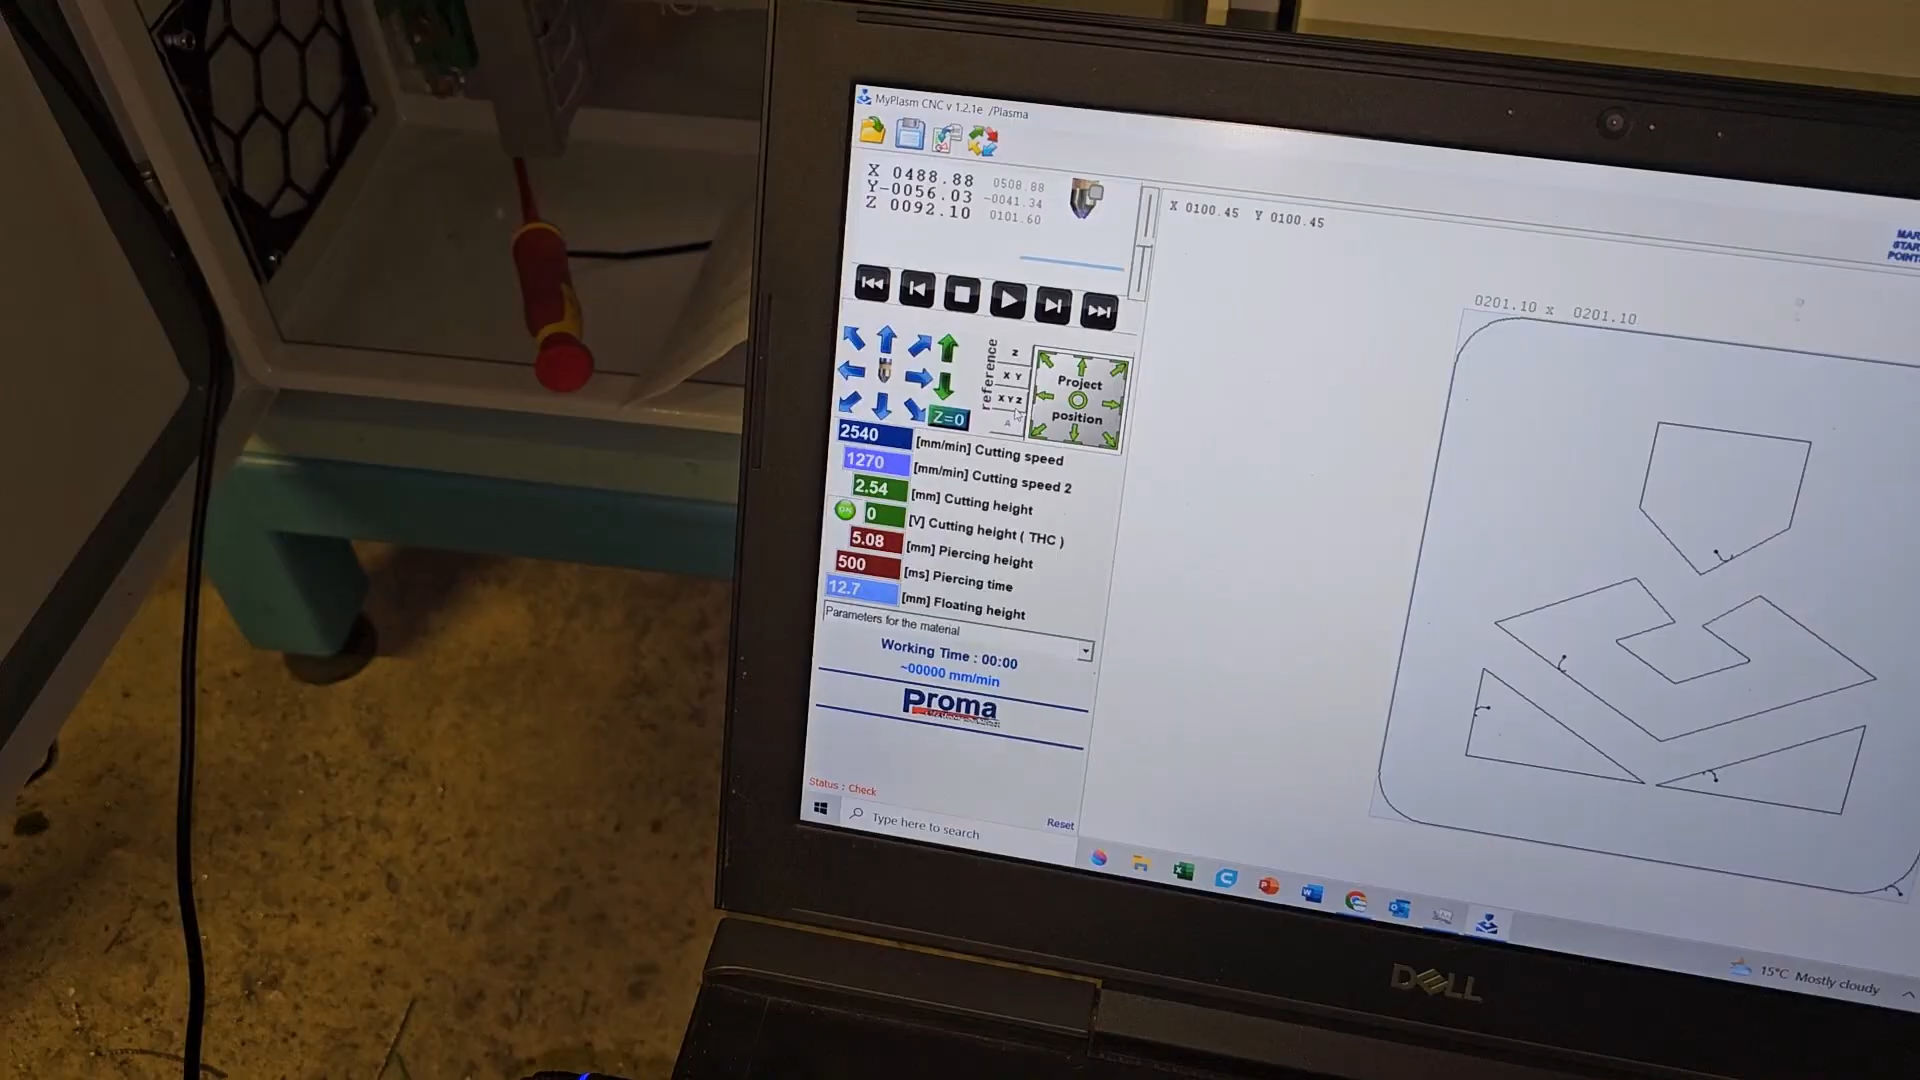 MyPlasm CNC v 1.2.1e /Plasma
X 0488.88 0508.88
Y-0056.03 -0041.34
Z 0092.10 0101.60
X 0100.45 Y 0100.45
0201.10 x 0201.10
reference
Z
X Y
X Y Z
A
Project
position
Z=0
2540 [mm/min] Cutting speed
1270 [mm/min] Cutting speed 2
2.54 [mm] Cutting height
ON 0 [V] Cutting height ( THC )
5.08 [mm] Piercing height
500 [ms] Piercing time
12.7 [mm] Floating height
Parameters for the material
Working Time : 00:00
~00000 mm/min
Proma
Status : Check
Reset
Type here to search
15°C Mostly cloudy
DELL